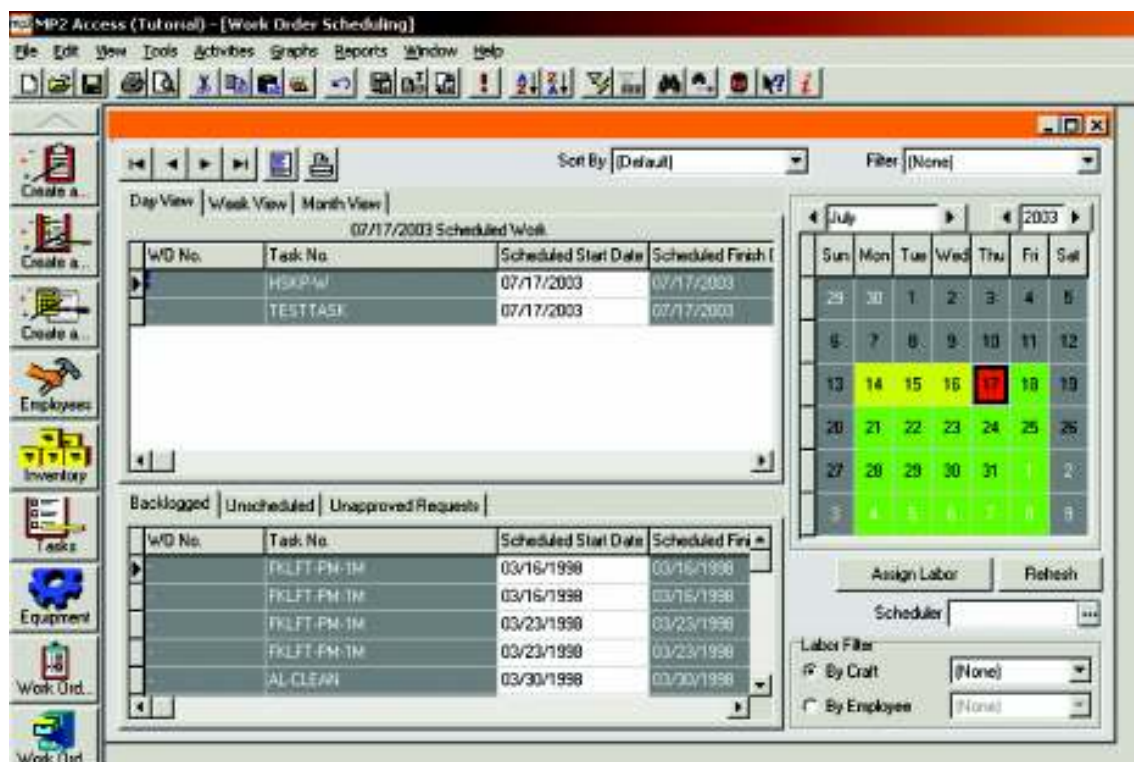 MP2 Access (Tutorial) - [Work Order Scheduling]
File Edit View Tools Activities Graphs Reports Window Help
Sort By (Default) Filter (None)
Day View Week View Month View
July 2003
07/17/2003 Scheduled Work
W/O No. Task No. Scheduled Start Date Scheduled Finish D
Sun Mon Tue Wed Thu Fri Sat
HSKP-W 07/17/2003 07/17/2003
TESTTASK 07/17/2003 07/17/2003
29 30 1 2 3 4 5
6 7 8 9 10 11 12
13 14 15 16 17 18 19
20 21 22 23 24 25 26
27 28 29 30 31 1 2
3 4 5 6 7 8 9
Create a...
Create a...
Create a...
Employees
Inventory
Tasks
Equipment
Work Ord...
Work Ord...
Backlogged Unscheduled Unapproved Requests
W/O No. Task No. Scheduled Start Date Scheduled Fini
FKLFT-PM-1M 03/16/1998 03/16/1998
FKLFT-PM-1M 03/16/1998 03/16/1998
FKLFT-PM-1M 03/23/1998 03/23/1998
FKLFT-PM-1M 03/23/1998 03/23/1998
AL-CLEAN 03/30/1998 03/30/1998
Assign Labor Refresh
Scheduler ...
Labor Filter
By Craft (None)
By Employee (None)